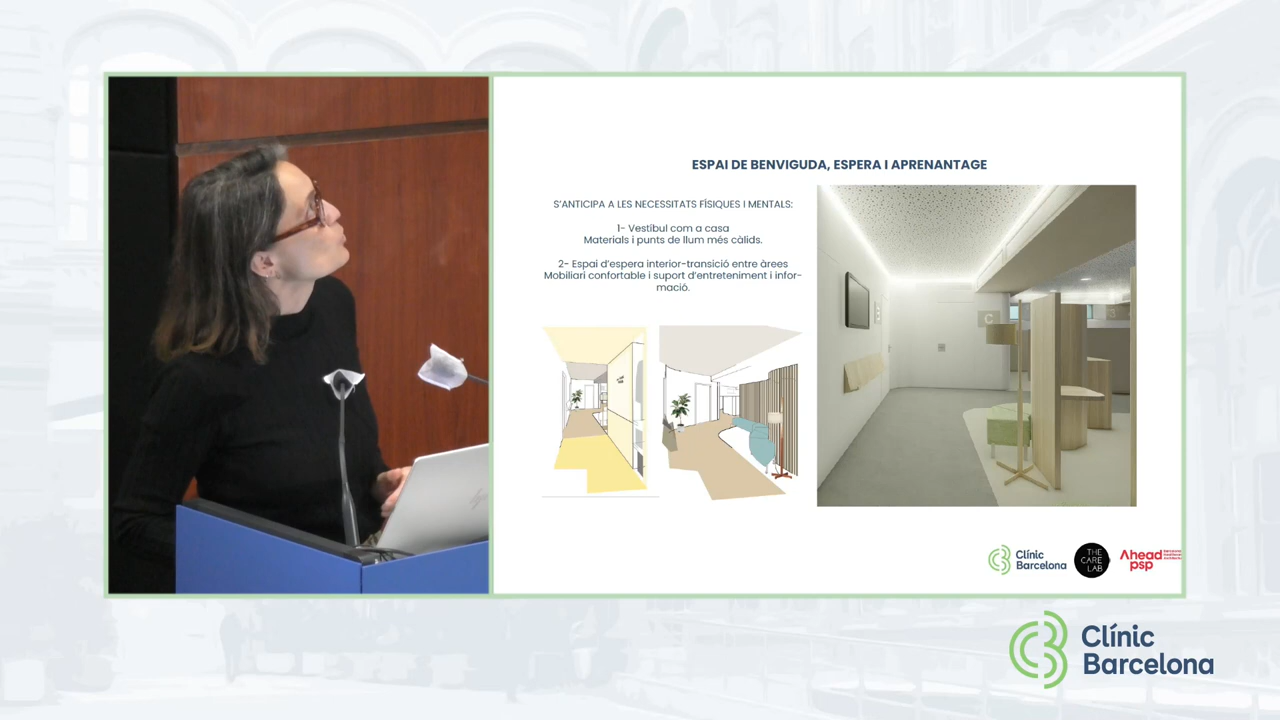 ESPAI DE BENVIGUDA, ESPERA I APRENANTAGE
S'ANTICIPA A LES NECESSITATS FÍSIQUES I MENTALS:
1- Vestíbul com a casa
Materials i punts de llum més càlids.
2- Espai d'espera interior-transició entre àrees
Mobiliari confortable i suport d'entreteniment i infor-
mació.
C
3
Clínic
Barcelona
THE
CARE
LAB
Ahead
psp
Clínic
Barcelona